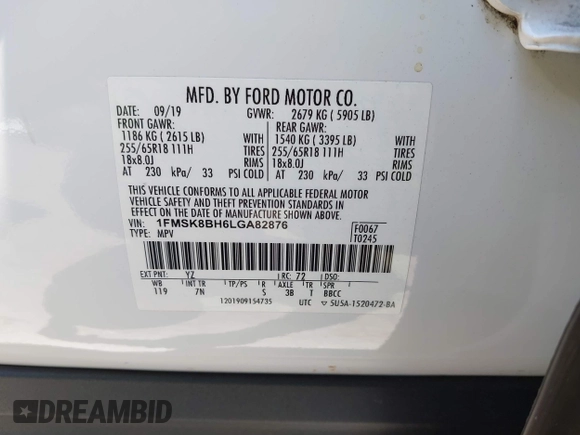 MFD. BY FORD MOTOR CO.
DATE: 09/19 GVWR: 2679 KG ( 5905 LB)
FRONT GAWR: REAR GAWR:
1186 KG ( 2615 LB) WITH 1540 KG ( 3395 LB) WITH
255/65R18 111H TIRES 255/65R18 111H TIRES
18x8.0J RIMS 18x8.0J RIMS
AT 230 kPa/ 33 PSI COLD AT 230 kPa/ 33 PSI COLD
THIS VEHICLE CONFORMS TO ALL APPLICABLE FEDERAL MOTOR
VEHICLE SAFETY AND THEFT PREVENTION STANDARDS IN
EFFECT ON THE DATE OF MANUFACTURE SHOWN ABOVE.
VIN: 1FMSK8BH6LGA82876 F0067
TYPE: MPV T0245
EXT PNT: YZ RC: 72 DSO:
WB INT TR TP/PS R AXLE TR SPR
119 7N S 3B T BBCC
1201909154735 UTC ▽ 5U5A-1520472-BA
DREAMBID